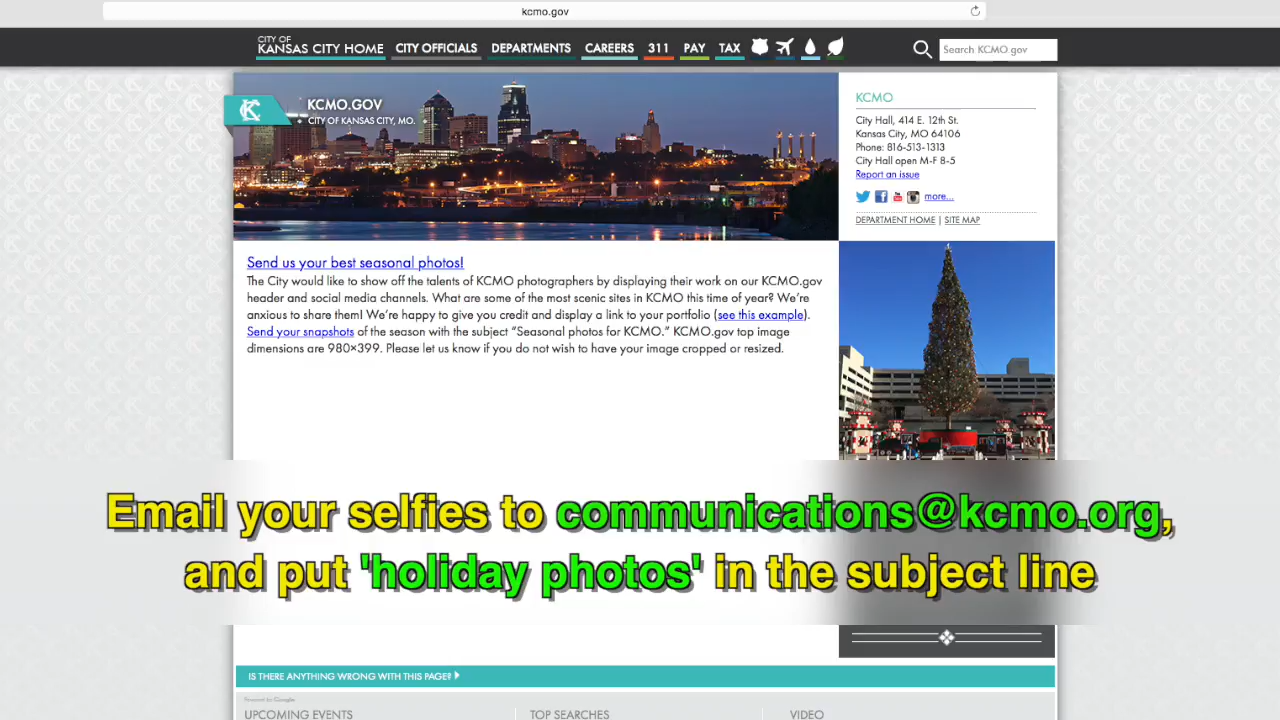 kcmo.gov
CITY OF
KANSAS CITY HOME CITY OFFICIALS DEPARTMENTS CAREERS 311 PAY TAX Search KCMO.gov
KCMO.GOV
CITY OF KANSAS CITY, MO.
KCMO
City Hall, 414 E. 12th St.
Kansas City, MO 64106
Phone: 816-513-1313
City Hall open M-F 8-5
Report an issue
more...
DEPARTMENT HOME | SITE MAP
Send us your best seasonal photos!
The City would like to show off the talents of KCMO photographers by displaying their work on our KCMO.gov
header and social media channels. What are some of the most scenic sites in KCMO this time of year? We’re
anxious to share them! We’re happy to give you credit and display a link to your portfolio (see this example).
Send your snapshots of the season with the subject “Seasonal photos for KCMO.” KCMO.gov top image
dimensions are 980×399. Please let us know if you do not wish to have your image cropped or resized.
Email your selfies to communications@kcmo.org,
and put 'holiday photos' in the subject line
IS THERE ANYTHING WRONG WITH THIS PAGE?
Powered by Google
UPCOMING EVENTS TOP SEARCHES VIDEO